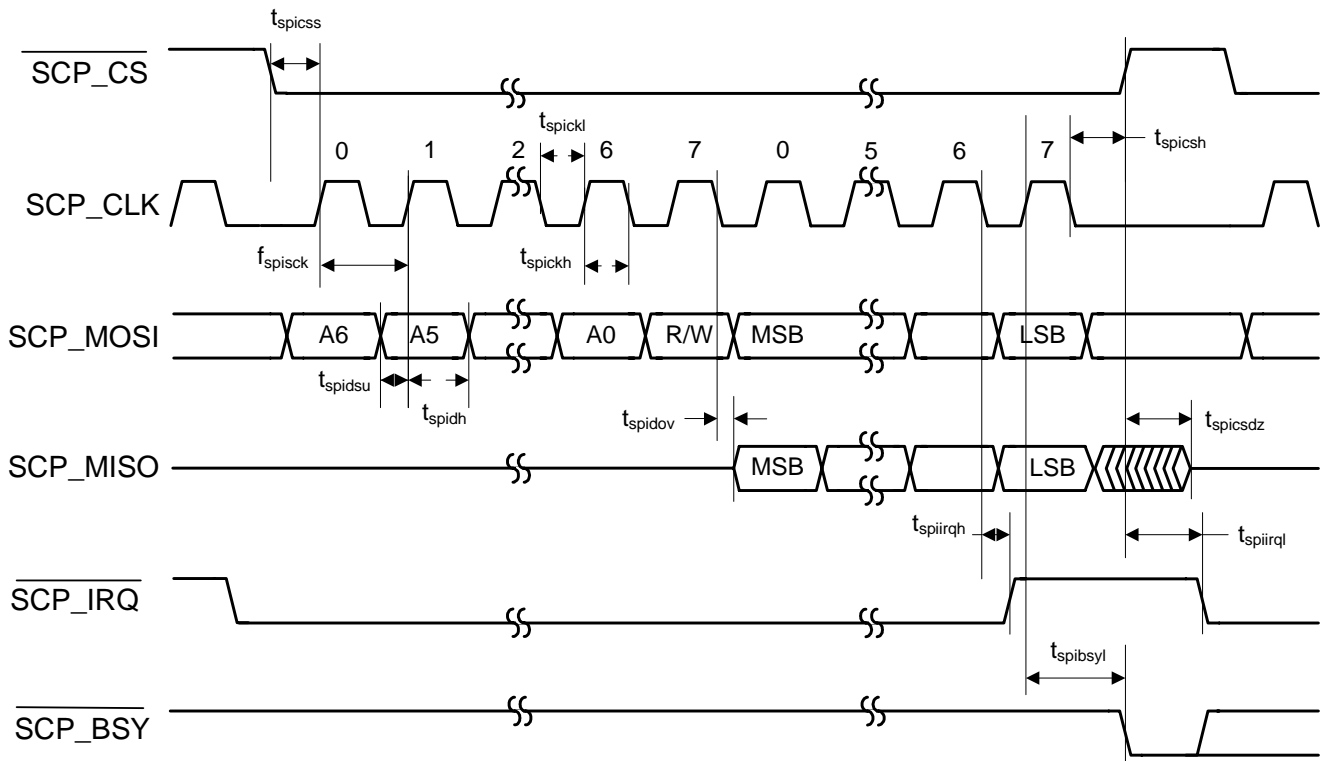 t_spicss
SCP_CS
t_spickl
t_spicsh
0 1 2 6 7 0 5 6 7
SCP_CLK
f_spisck
t_spickh
SCP_MOSI
A6 A5 A0 R/W MSB LSB
t_spidsu
t_spidh
t_spidov
t_spicsdz
SCP_MISO
MSB LSB
t_spiirqh
t_spiirql
SCP_IRQ
t_spibsyl
SCP_BSY